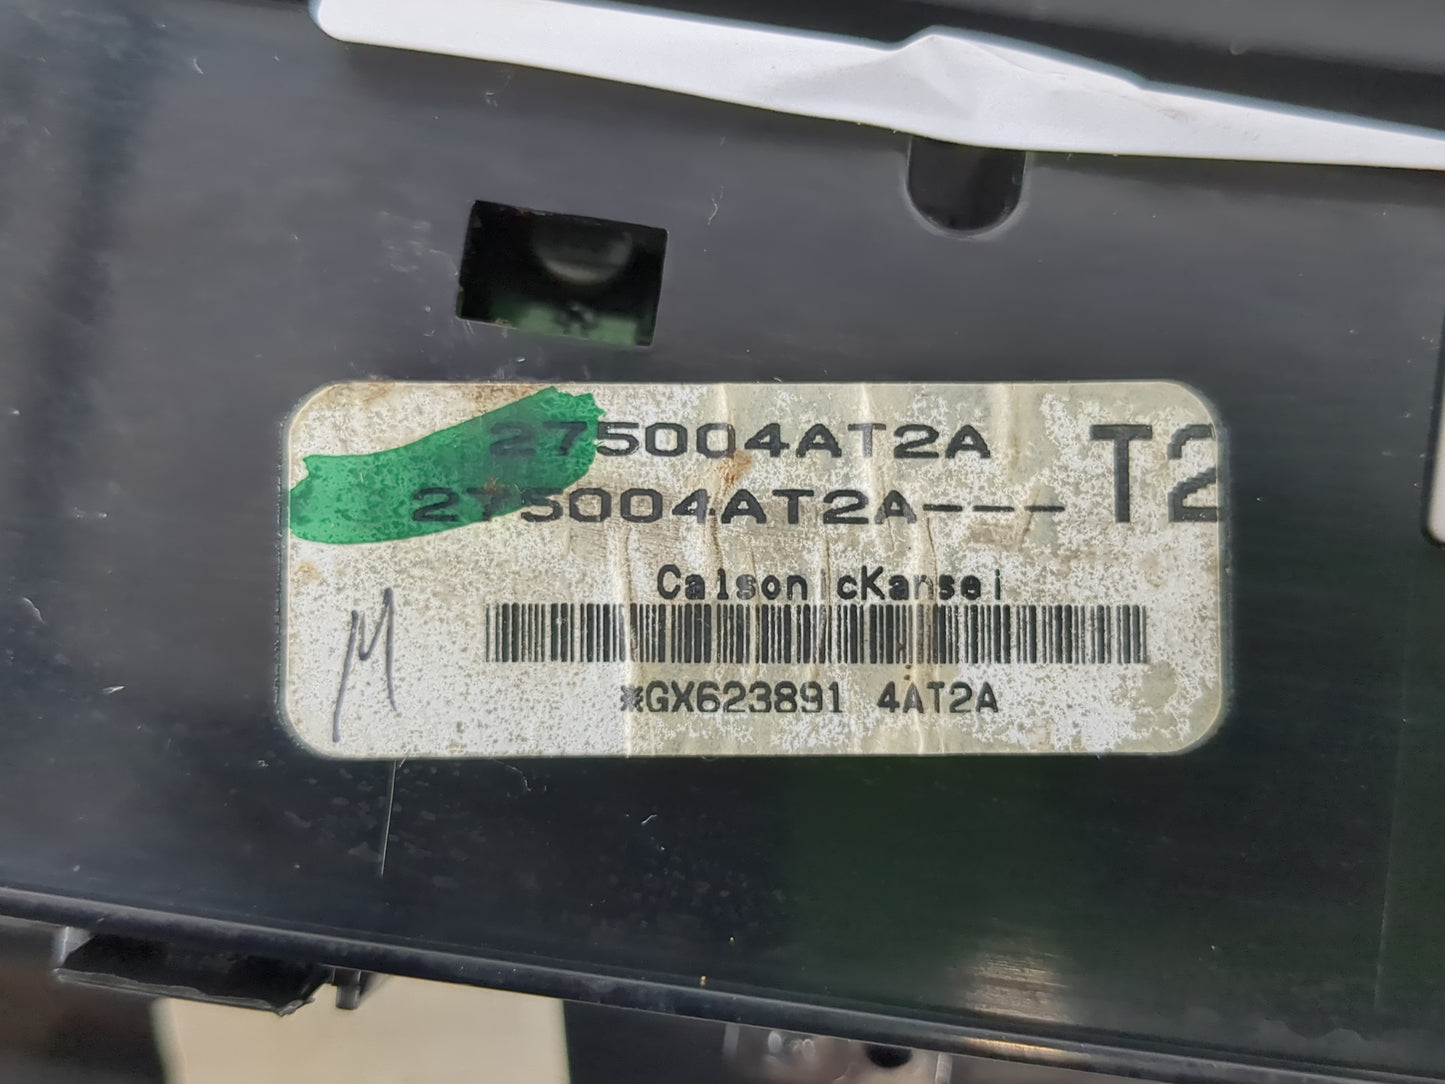 275004AT2A
275004AT2A--- T2
CalsonicKansei
M
*GX623891 4AT2A